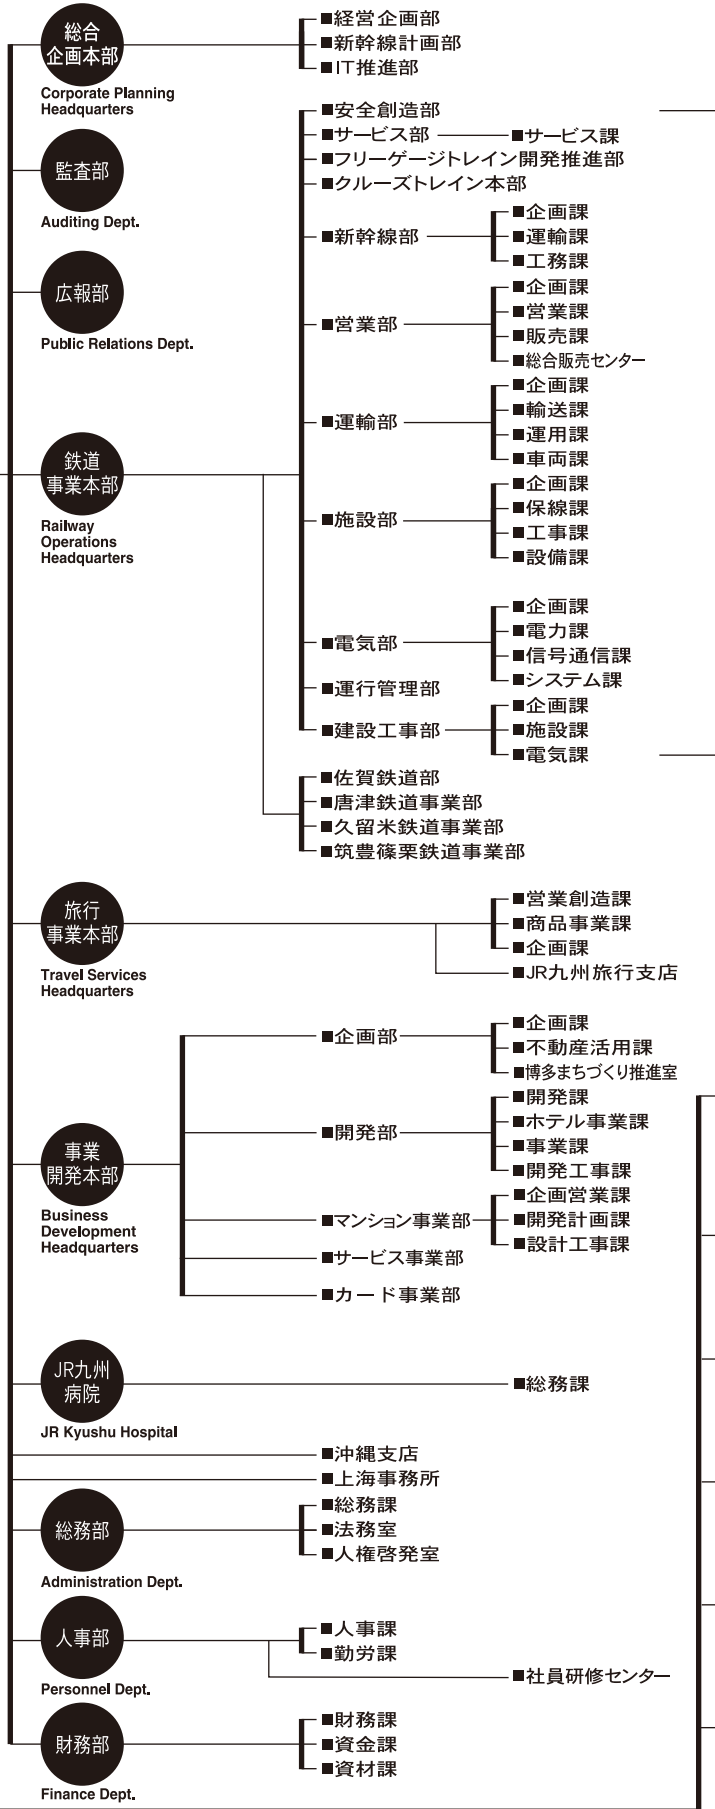 総合
企画本部
Corporate Planning
Headquarters
■経営企画部
■新幹線計画部
■IT推進部
監査部
Auditing Dept.
広報部
Public Relations Dept.
鉄道
事業本部
Railway
Operations
Headquarters
■安全創造部
■サービス部
■サービス課
■フリーゲージトレイン開発推進部
■クルーズトレイン本部
■新幹線部
■企画課
■運輸課
■工務課
■営業部
■企画課
■営業課
■販売課
■総合販売センター
■運輸部
■企画課
■輸送課
■運用課
■車両課
■施設部
■企画課
■保線課
■工事課
■設備課
■電気部
■企画課
■電力課
■信号通信課
■システム課
■運行管理部
■建設工事部
■企画課
■施設課
■電気課
■佐賀鉄道部
■唐津鉄道事業部
■久留米鉄道事業部
■筑豊篠栗鉄道事業部
旅行
事業本部
Travel Services
Headquarters
■営業創造課
■商品事業課
■企画課
■JR九州旅行支店
事業
開発本部
Business
Development
Headquarters
■企画部
■企画課
■不動産活用課
■博多まちづくり推進室
■開発部
■開発課
■ホテル事業課
■事業課
■開発工事課
■マンション事業部
■企画営業課
■開発計画課
■設計工事課
■サービス事業部
■カード事業部
JR九州
病院
JR Kyushu Hospital
■総務課
■沖縄支店
■上海事務所
総務部
Administration Dept.
■総務課
■法務室
■人権啓発室
人事部
Personnel Dept.
■人事課
■勤労課
■社員研修センター
財務部
Finance Dept.
■財務課
■資金課
■資材課